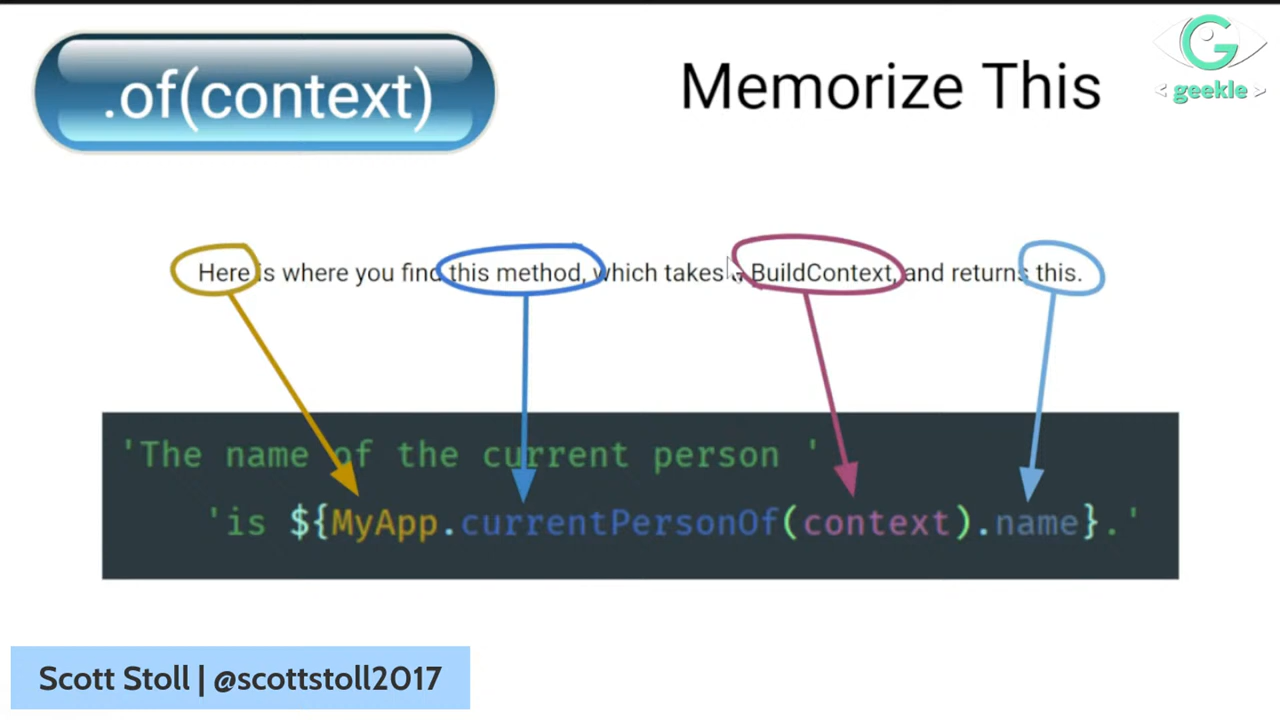 .of(context)
Memorize This
G
< geekle >
Here is where you find this method, which takes a BuildContext, and returns this.
'The name of the current person '
'is ${MyApp.currentPersonOf(context).name}.'
Scott Stoll | @scottstoll2017